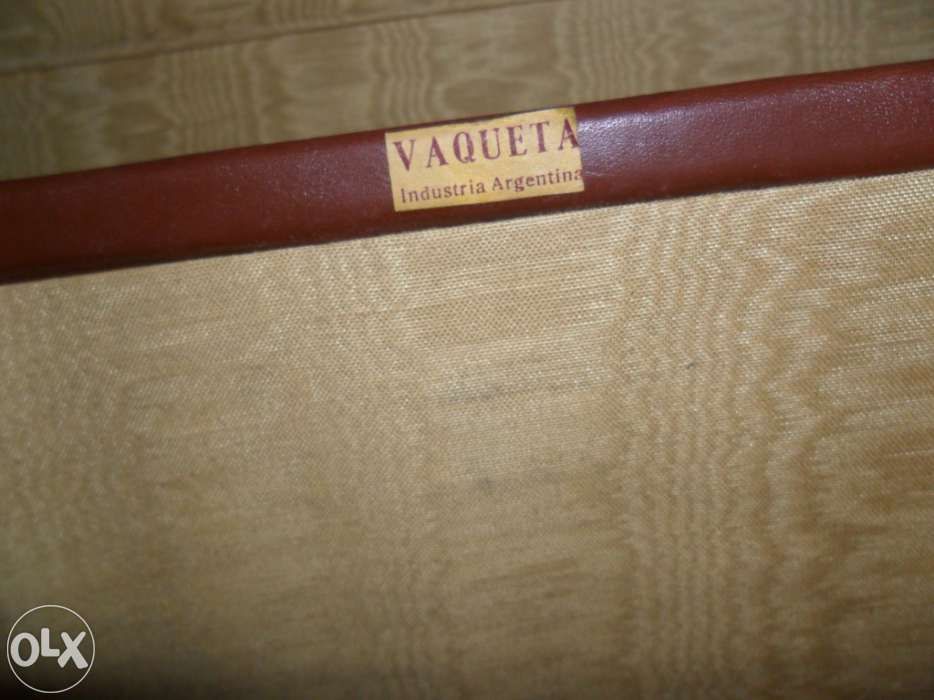 VAQUETA
Industria Argentina
OLX